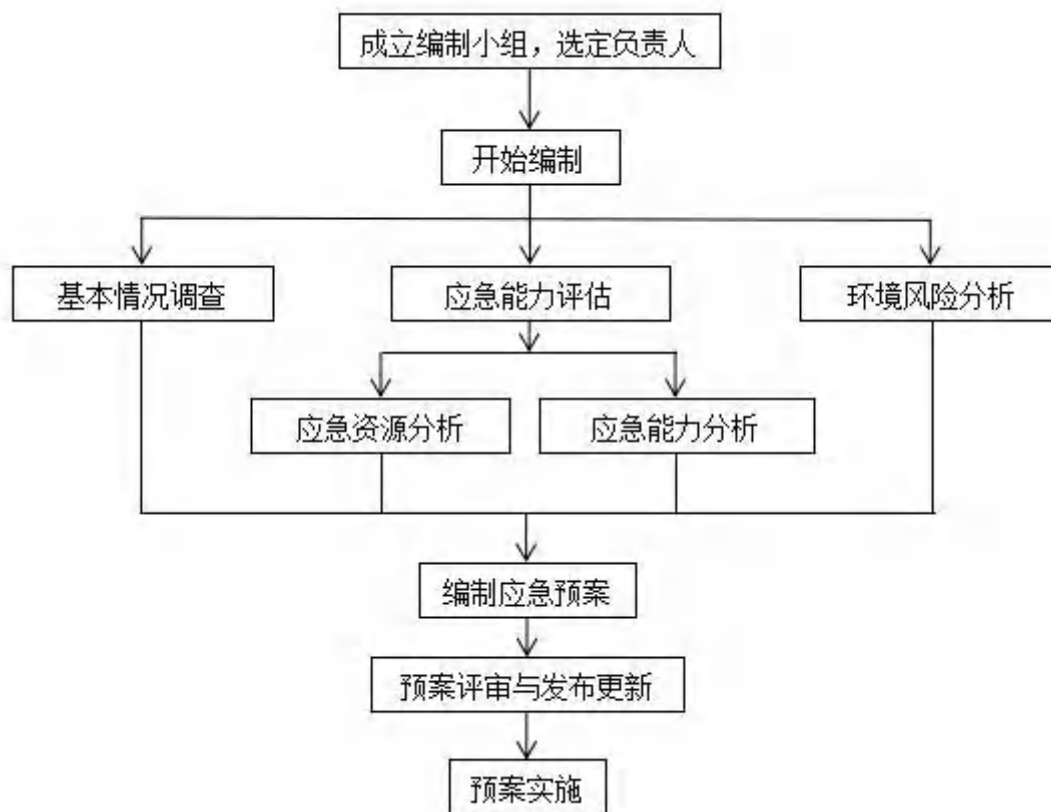 成立编制小组，选定负责人
开始编制
基本情况调查
应急能力评估
环境风险分析
应急资源分析
应急能力分析
编制应急预案
预案评审与发布更新
预案实施